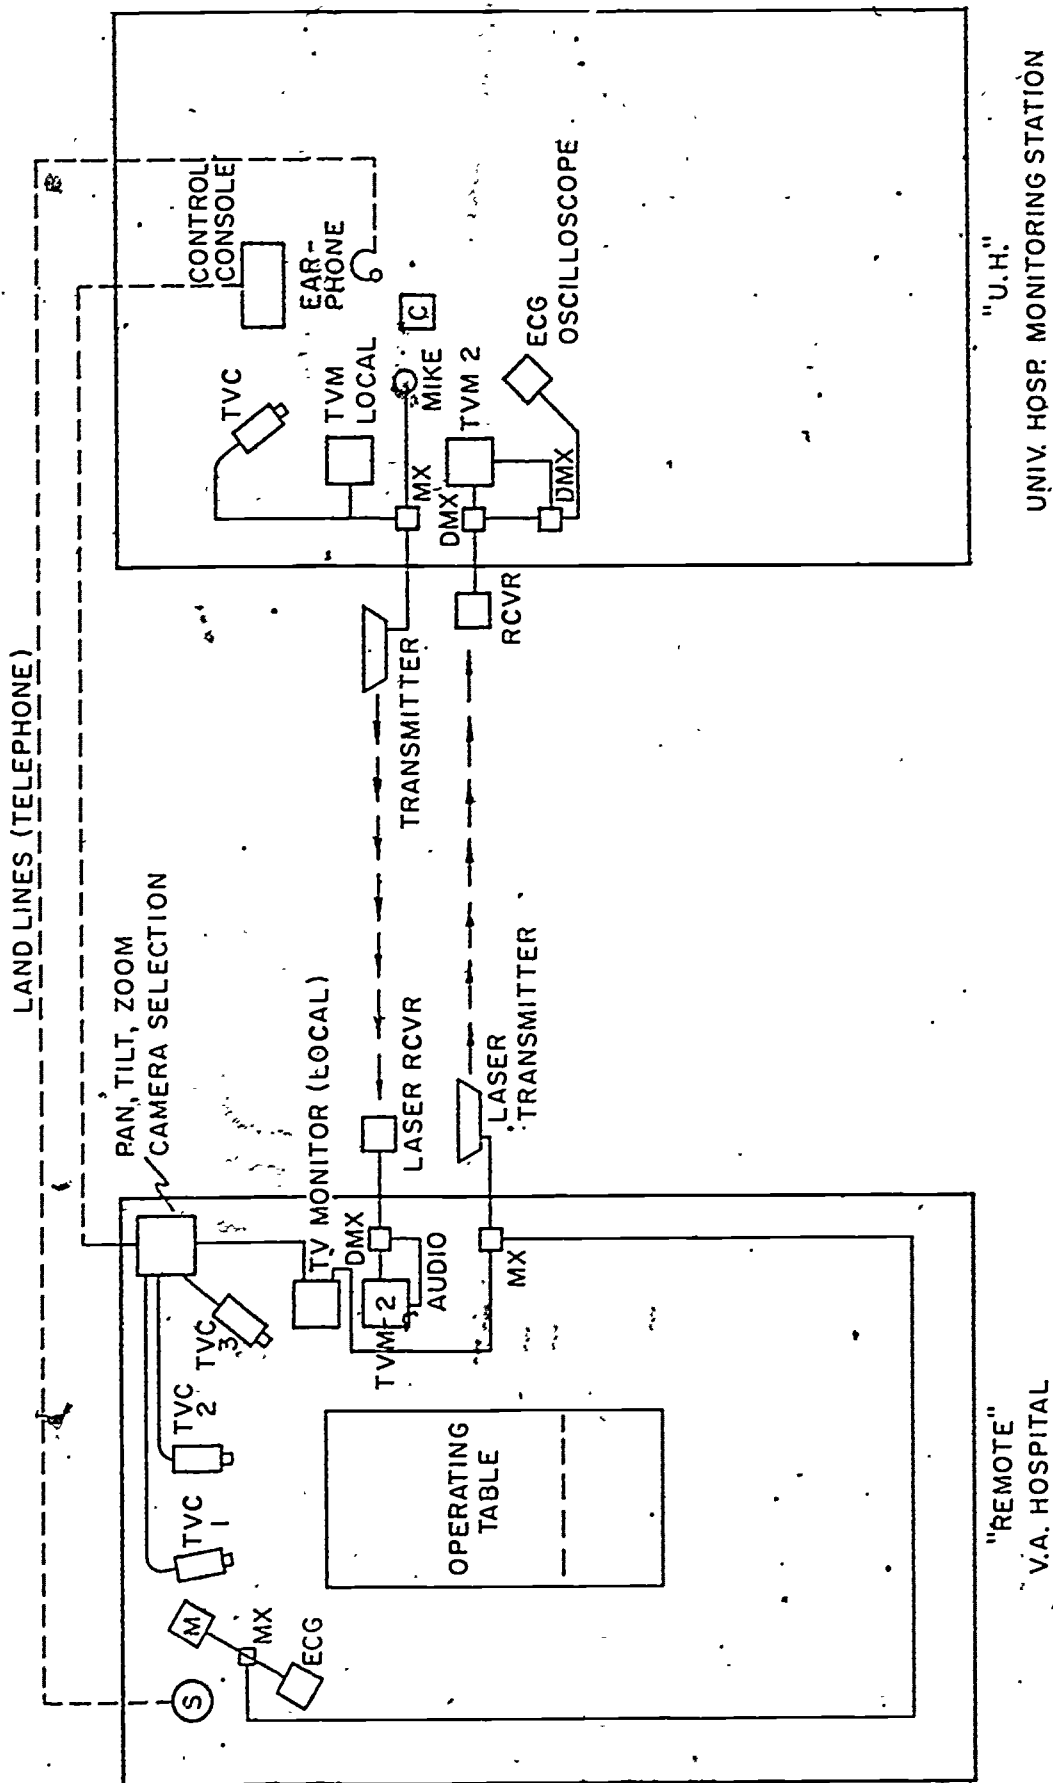 LAND LINES (TELEPHONE)
PAN, TILT, ZOOM
CAMERA SELECTION
S
M
MX
ECG
TVC
1
TVC
2
TVC
3
TV MONITOR (LOCAL)
DMX
TVM-2
AUDIO
MX
OPERATING
TABLE
LASER RCVR
LASER
TRANSMITTER
"REMOTE"
V.A. HOSPITAL
TRANSMITTER
RCVR
CONTROL
CONSOLE
EAR-
PHONE
TVC
TVM
LOCAL
C
MIKE
MX
TVM 2
DMX
DMX
ECG
OSCILLOSCOPE
"U.H."
UNIV. HOSP. MONITORING STATION